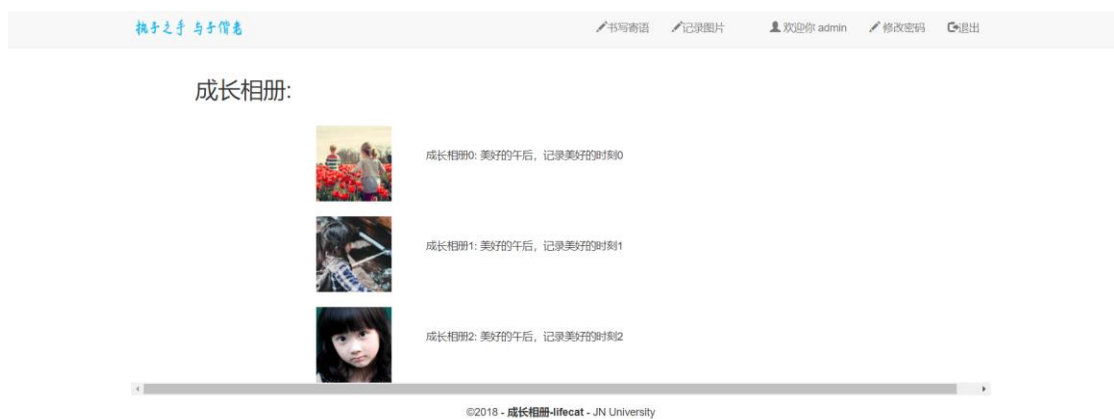 执子之手 与子偕老 书写寄语 记录图片 欢迎你 admin 修改密码 退出
成长相册:
成长相册0: 美好的午后，记录美好的时刻0
成长相册1: 美好的午后，记录美好的时刻1
成长相册2: 美好的午后，记录美好的时刻2
©2018 - 成长相册-lifecat - JN University